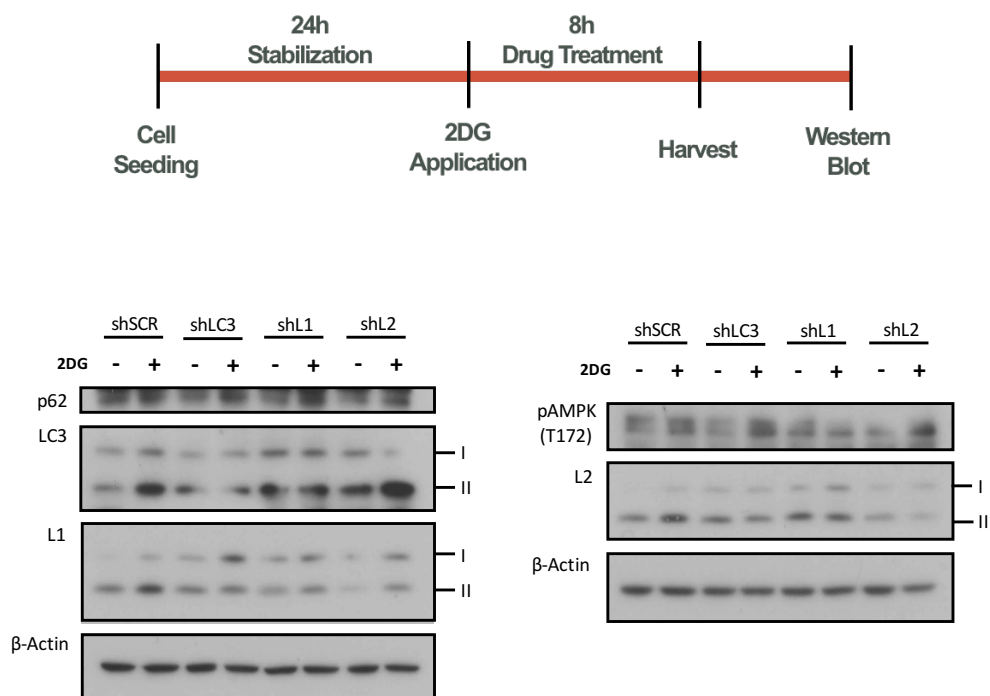 24h
Stabilization
8h
Drug Treatment
Cell
Seeding
2DG
Application
Harvest
Western
Blot
shSCR shLC3 shL1 shL2
2DG - + - + - + - +
p62
LC3
I
II
L1
I
II
β-Actin
shSCR shLC3 shL1 shL2
2DG - + - + - + - +
pAMPK
(T172)
L2
I
II
β-Actin